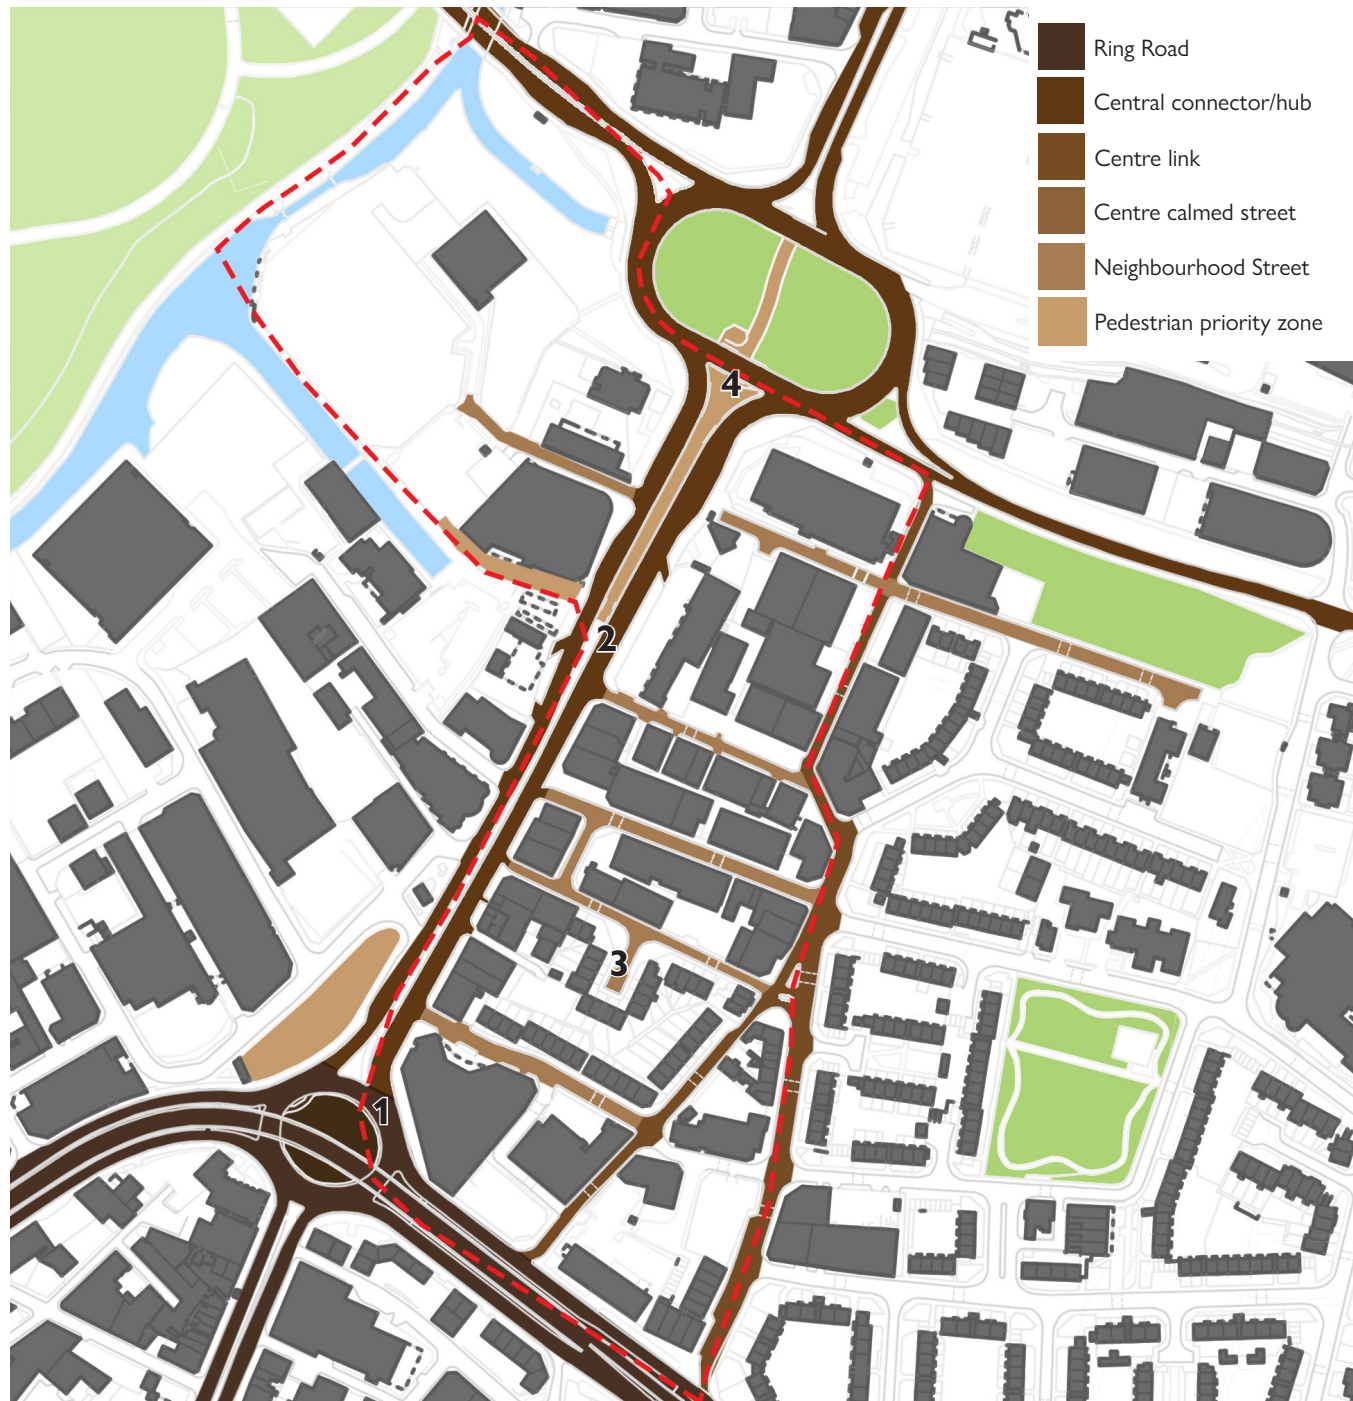 Ring Road
Central connector/hub
Centre link
Centre calmed street
Neighbourhood Street
Pedestrian priority zone
4
2
3
1